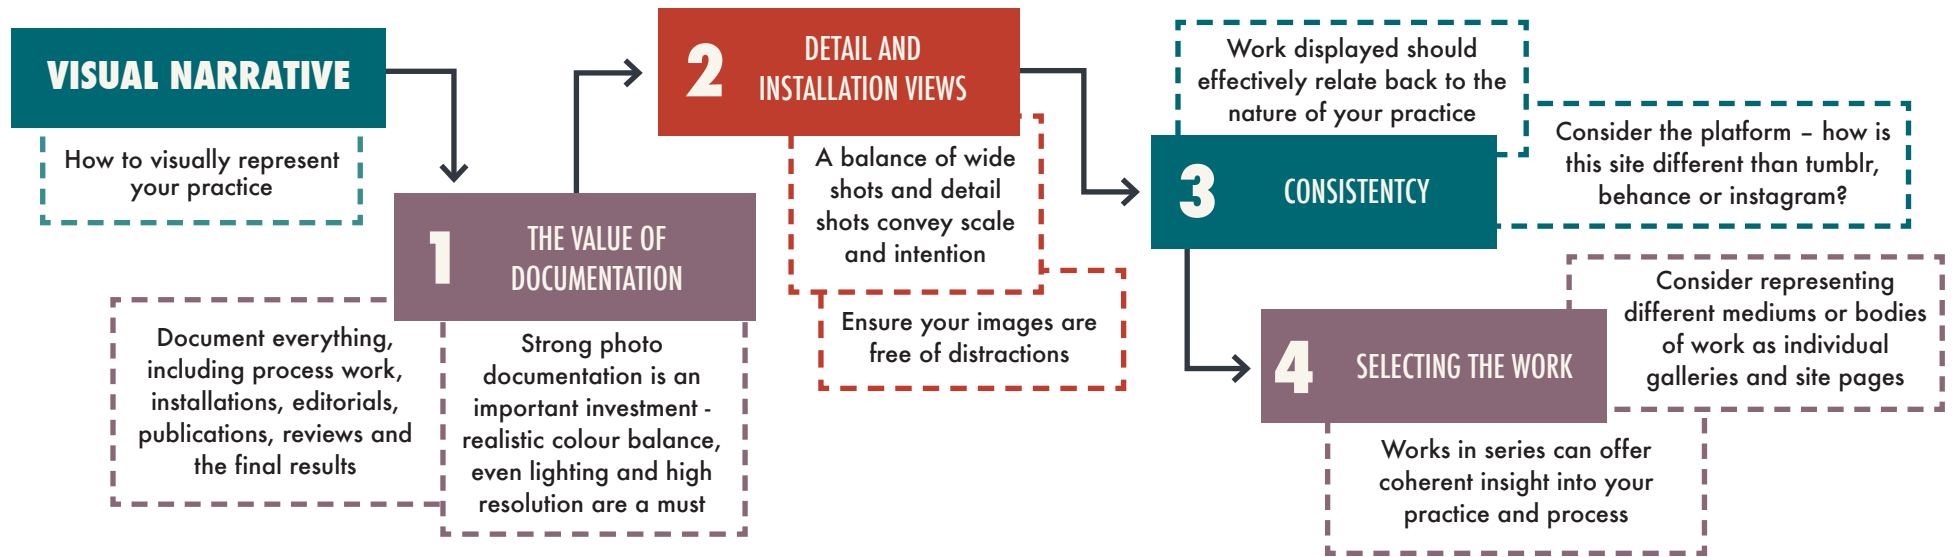 VISUAL NARRATIVE
How to visually represent
your practice
1
THE VALUE OF
DOCUMENTATION
Document everything,
including process work,
installations, editorials,
publications, reviews and
the final results
Strong photo
documentation is an
important investment -
realistic colour balance,
even lighting and high
resolution are a must
2
DETAIL AND
INSTALLATION VIEWS
A balance of wide
shots and detail
shots convey scale
and intention
Ensure your images are
free of distractions
3
CONSISTENTCY
Work displayed should
effectively relate back to the
nature of your practice
Consider the platform – how is
this site different than tumblr,
behance or instagram?
4
SELECTING THE WORK
Consider representing
different mediums or bodies
of work as individual
galleries and site pages
Works in series can offer
coherent insight into your
practice and process